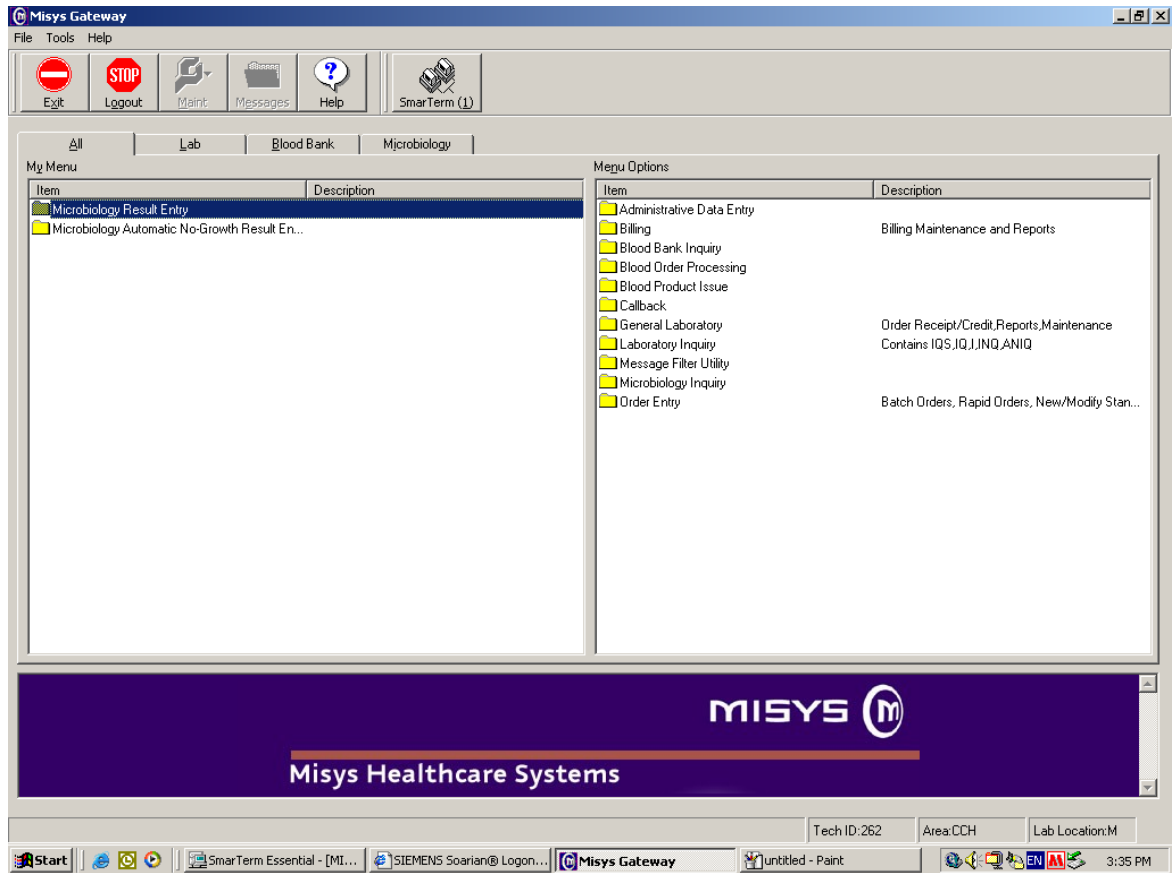 Misys Gateway
File Tools Help
Exit Logout Maint Messages Help SmarTerm (1)
All Lab Blood Bank Microbiology
My Menu
Item Description
Microbiology Result Entry
Microbiology Automatic No-Growth Result En...
Menu Options
Item Description
Administrative Data Entry
Billing Billing Maintenance and Reports
Blood Bank Inquiry
Blood Order Processing
Blood Product Issue
Callback
General Laboratory Order Receipt/Credit,Reports,Maintenance
Laboratory Inquiry Contains IQS,IQ,I,INQ,ANIQ
Message Filter Utility
Microbiology Inquiry
Order Entry Batch Orders, Rapid Orders, New/Modify Stan...
MISYS m
Misys Healthcare Systems
Tech ID:262 Area:CCH Lab Location:M
Start SmarTerm Essential - [MI... SIEMENS Soarian® Logon... Misys Gateway untitled - Paint EN M 3:35 PM